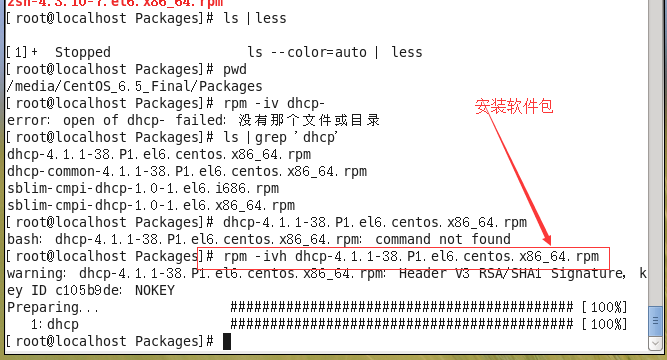 zsh-4.3.10-7.el6.x86_64.rpm
[root@localhost Packages]# ls |less
[1]+  Stopped                 ls --color=auto | less
[root@localhost Packages]# pwd
/media/CentOS_6.5_Final/Packages
[root@localhost Packages]# rpm -iv dhcp-
error: open of dhcp- failed: 没有那个文件或目录
安装软件包
[root@localhost Packages]# ls |grep 'dhcp'
dhcp-4.1.1-38.P1.el6.centos.x86_64.rpm
dhcp-common-4.1.1-38.P1.el6.centos.x86_64.rpm
sblim-cmpi-dhcp-1.0-1.el6.i686.rpm
sblim-cmpi-dhcp-1.0-1.el6.x86_64.rpm
[root@localhost Packages]# dhcp-4.1.1-38.P1.el6.centos.x86_64.rpm
bash: dhcp-4.1.1-38.P1.el6.centos.x86_64.rpm: command not found
[root@localhost Packages]# rpm -ivh dhcp-4.1.1-38.P1.el6.centos.x86_64.rpm
warning: dhcp-4.1.1-38.P1.el6.centos.x86_64.rpm: Header V3 RSA/SHA1 Signature, k
ey ID c105b9de: NOKEY
Preparing...                ########################################### [100%]
   1:dhcp                   ########################################### [100%]
[root@localhost Packages]#